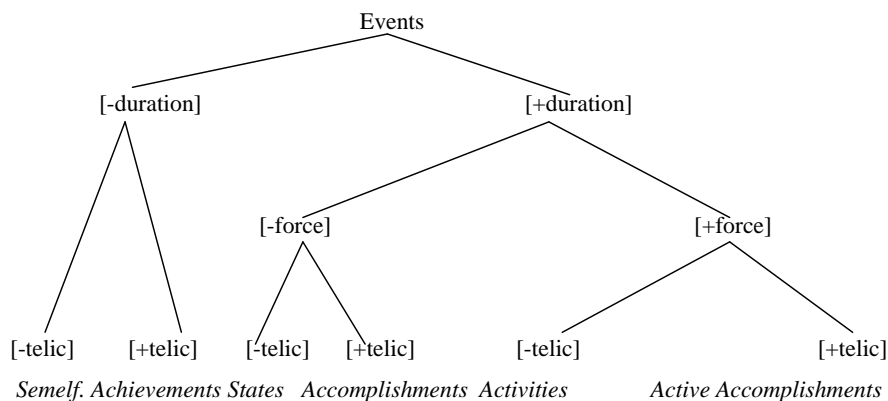 Events
[-duration] [+duration]
[-force] [+force]
[-telic] [+telic] [-telic] [+telic] [-telic] [+telic]
Semelf. Achievements States Accomplishments Activities Active Accomplishments